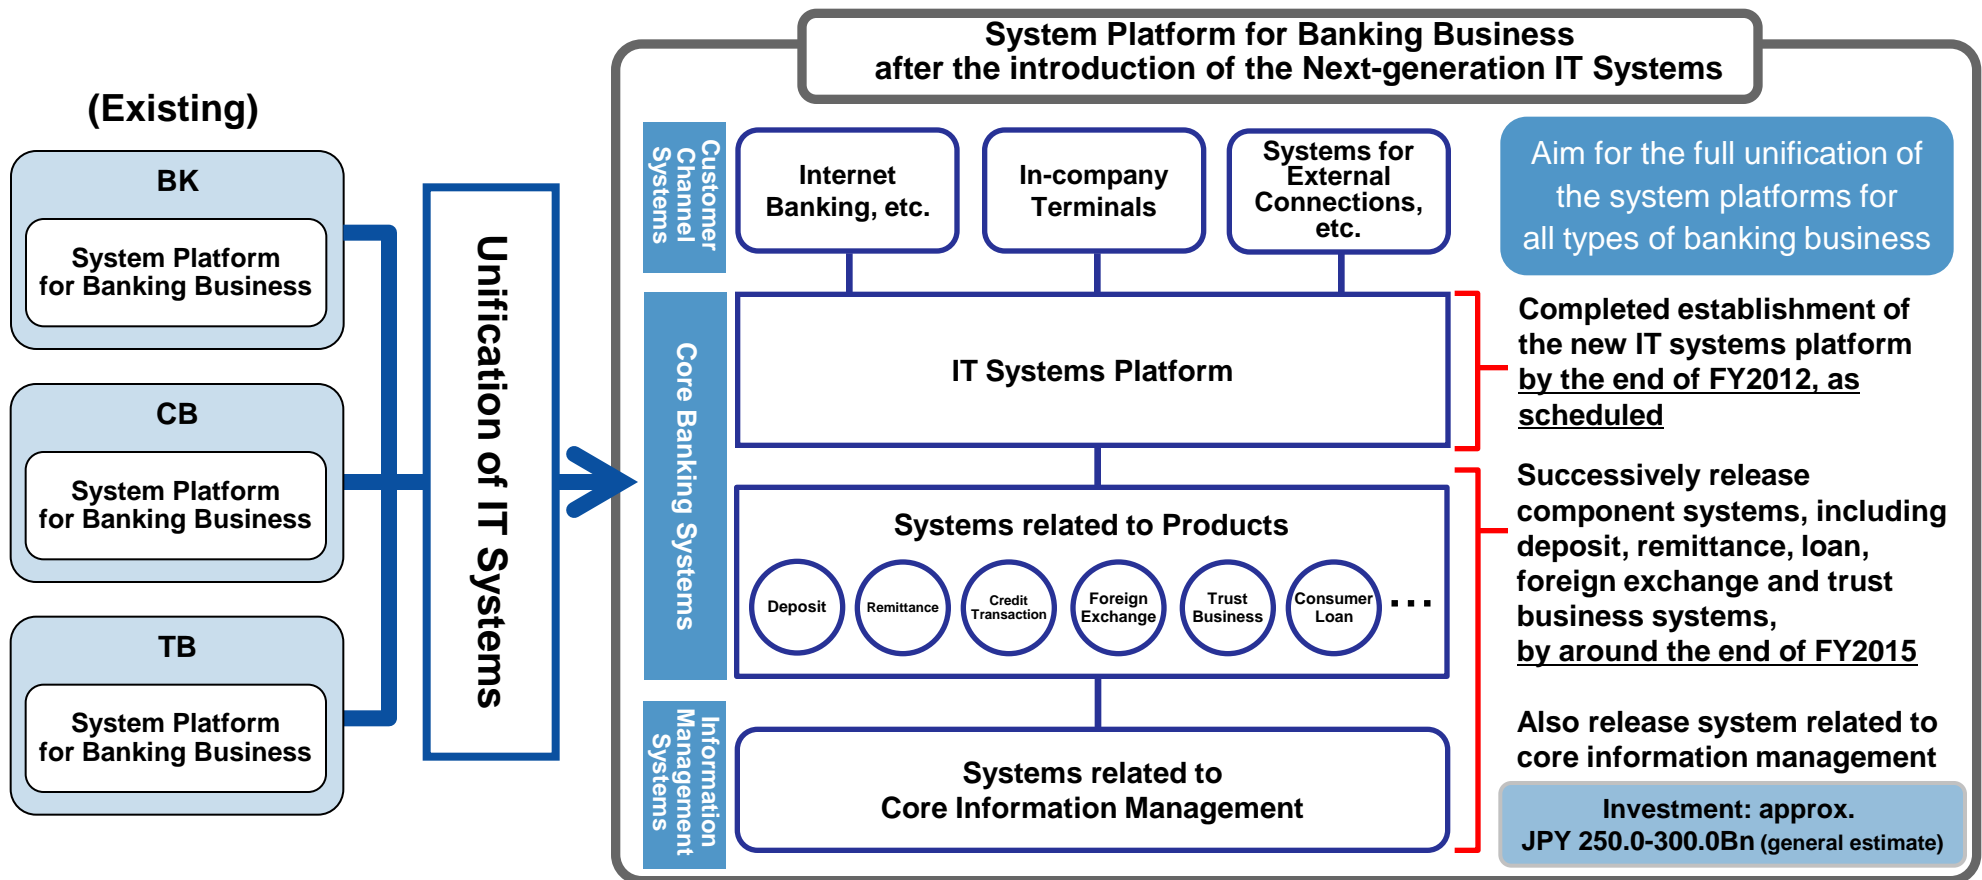 System Platform for Banking Business
after the introduction of the Next-generation IT Systems
(Existing)
BK
System Platform
for Banking Business
CB
System Platform
for Banking Business
TB
System Platform
for Banking Business
Unification of IT Systems
Customer
Channel
Systems
Internet
Banking, etc.
In-company
Terminals
Systems for
External
Connections,
etc.
Aim for the full unification of
the system platforms for
all types of banking business
Core Banking Systems
IT Systems Platform
Completed establishment of
the new IT systems platform
by the end of FY2012, as
scheduled
Systems related to Products
Deposit
Remittance
Credit
Transaction
Foreign
Exchange
Trust
Business
Consumer
Loan
...
Successively release
component systems, including
deposit, remittance, loan,
foreign exchange and trust
business systems,
by around the end of FY2015
Information
Management
Systems
Systems related to
Core Information Management
Also release system related to
core information management
Investment: approx.
JPY 250.0-300.0Bn (general estimate)